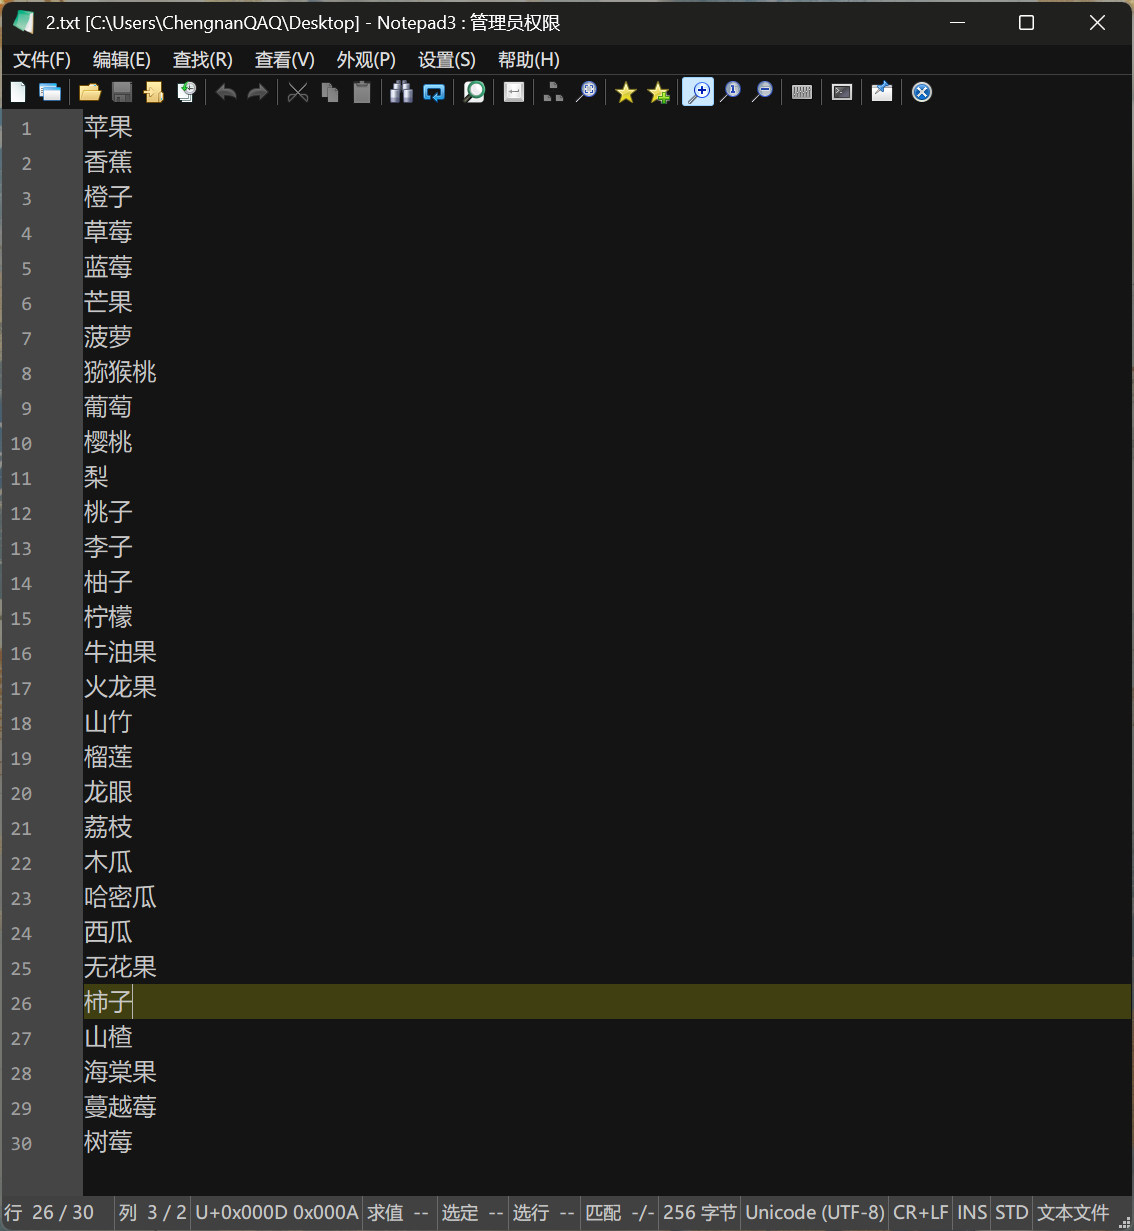 2.txt [C:\Users\ChengnanQAQ\Desktop] - Notepad3 : 管理员权限
文件(F) 编辑(E) 查找(R) 查看(V) 外观(P) 设置(S) 帮助(H)
1 苹果
2 香蕉
3 橙子
4 草莓
5 蓝莓
6 芒果
7 菠萝
8 猕猴桃
9 葡萄
10 樱桃
11 梨
12 桃子
13 李子
14 柚子
15 柠檬
16 牛油果
17 火龙果
18 山竹
19 榴莲
20 龙眼
21 荔枝
22 木瓜
23 哈密瓜
24 西瓜
25 无花果
26 柿子
27 山楂
28 海棠果
29 蔓越莓
30 树莓
行 26 / 30 列 3 / 2 U+0x000D 0x000A 求值 -- 选定 -- 选行 -- 匹配 -/- 256 字节 Unicode (UTF-8) CR+LF INS STD 文本文件